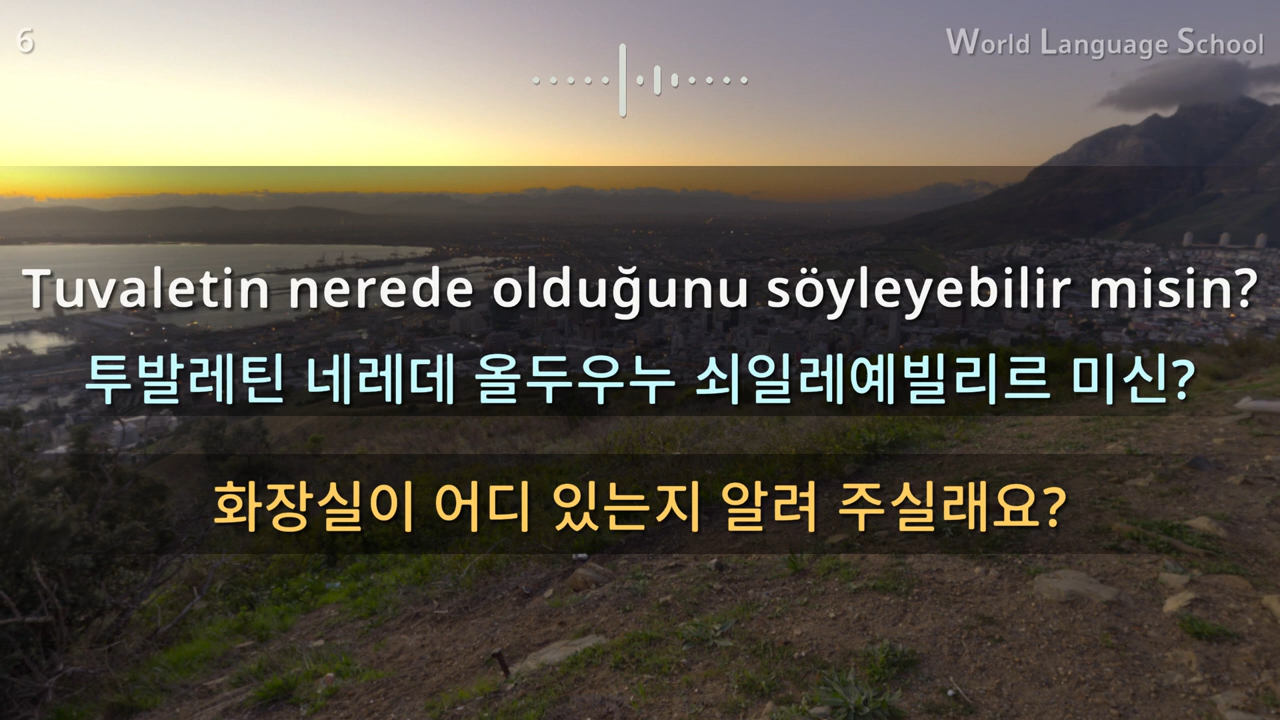 6
World Language School
Tuvaletin nerede olduğunu söyleyebilir misin?
투발레틴 네레데 올두우누 쇠일레예빌리르 미신?
화장실이 어디 있는지 알려 주실래요?